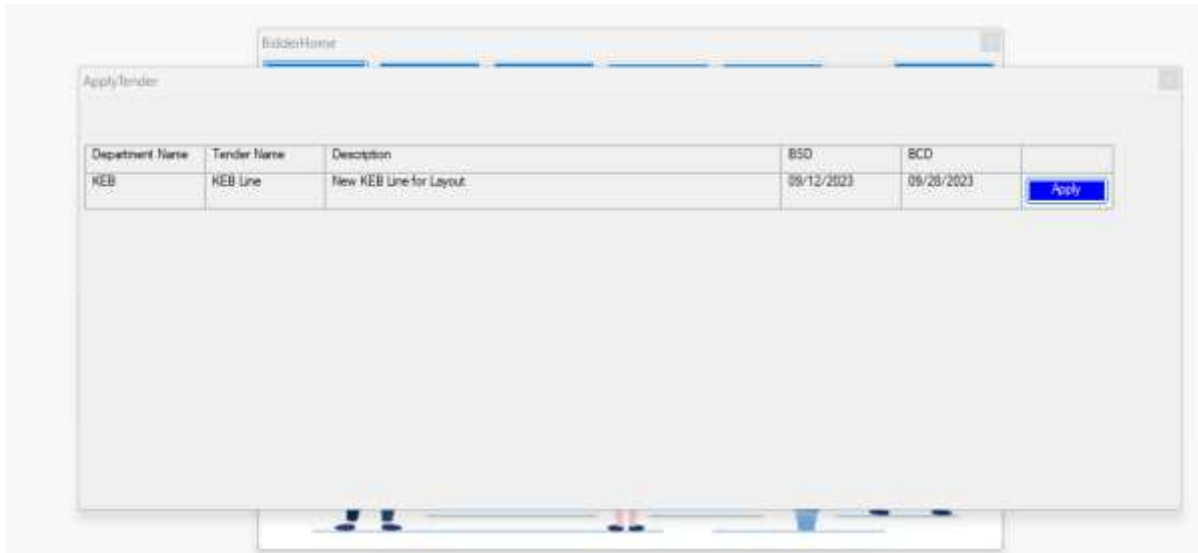 BidderHome
ApplyTender
Department Name Tender Name Description BSD BCD
KEB KEB Line New KEB Line for Layout 09/12/2023 09/28/2023 Apply